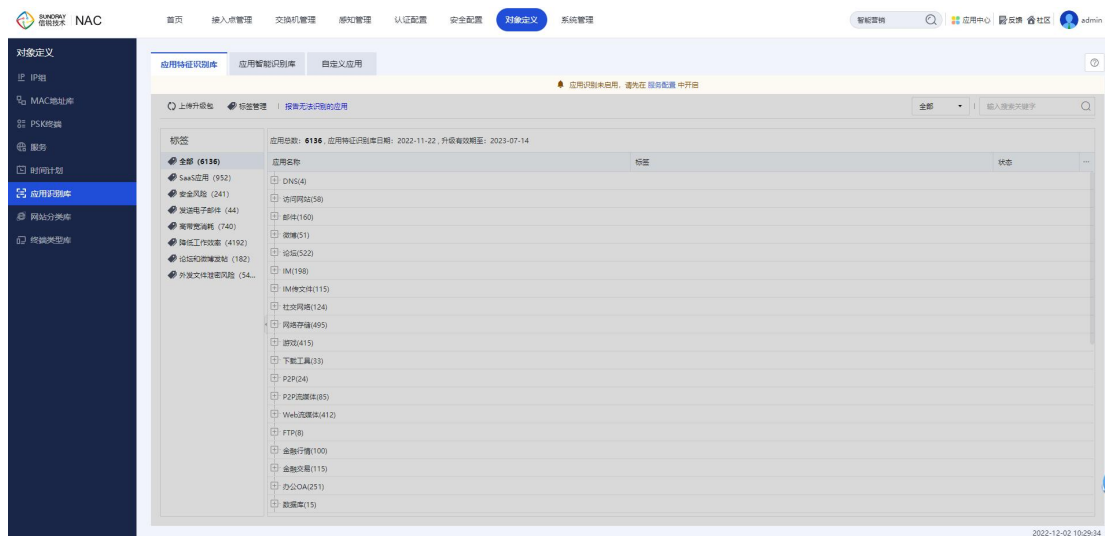 SUNDRAY 信锐技术 NAC 首页 接入点管理 交换机管理 感知管理 认证配置 安全配置 对象定义 系统管理 智能营销 应用中心 反馈 社区 admin
对象定义
IP组
MAC地址库
PSK终端
服务
时间计划
应用识别库
网站分类库
终端类型库
应用特征识别库 应用智能识别库 自定义应用
应用识别未启用，请先在 服务配置 中开启
上传升级包 标签管理 报告无法识别的应用 全部 输入搜索关键字
标签
全部 (6136)
SaaS应用 (952)
安全风险 (241)
发送电子邮件 (44)
高带宽消耗 (740)
降低工作效率 (4192)
论坛和微博发帖 (182)
外发文件泄密风险 (54...
应用总数：6136 , 应用特征识别库日期：2022-11-22 , 升级有效期至：2023-07-14
应用名称 标签 状态 ...
DNS(4)
访问网站(58)
邮件(160)
微博(51)
论坛(522)
IM(198)
IM传文件(115)
社交网络(124)
网络存储(495)
游戏(415)
下载工具(33)
P2P(24)
P2P流媒体(85)
Web流媒体(412)
FTP(8)
金融行情(100)
金融交易(115)
办公OA(251)
数据库(15)
2022-12-02 10:29:34